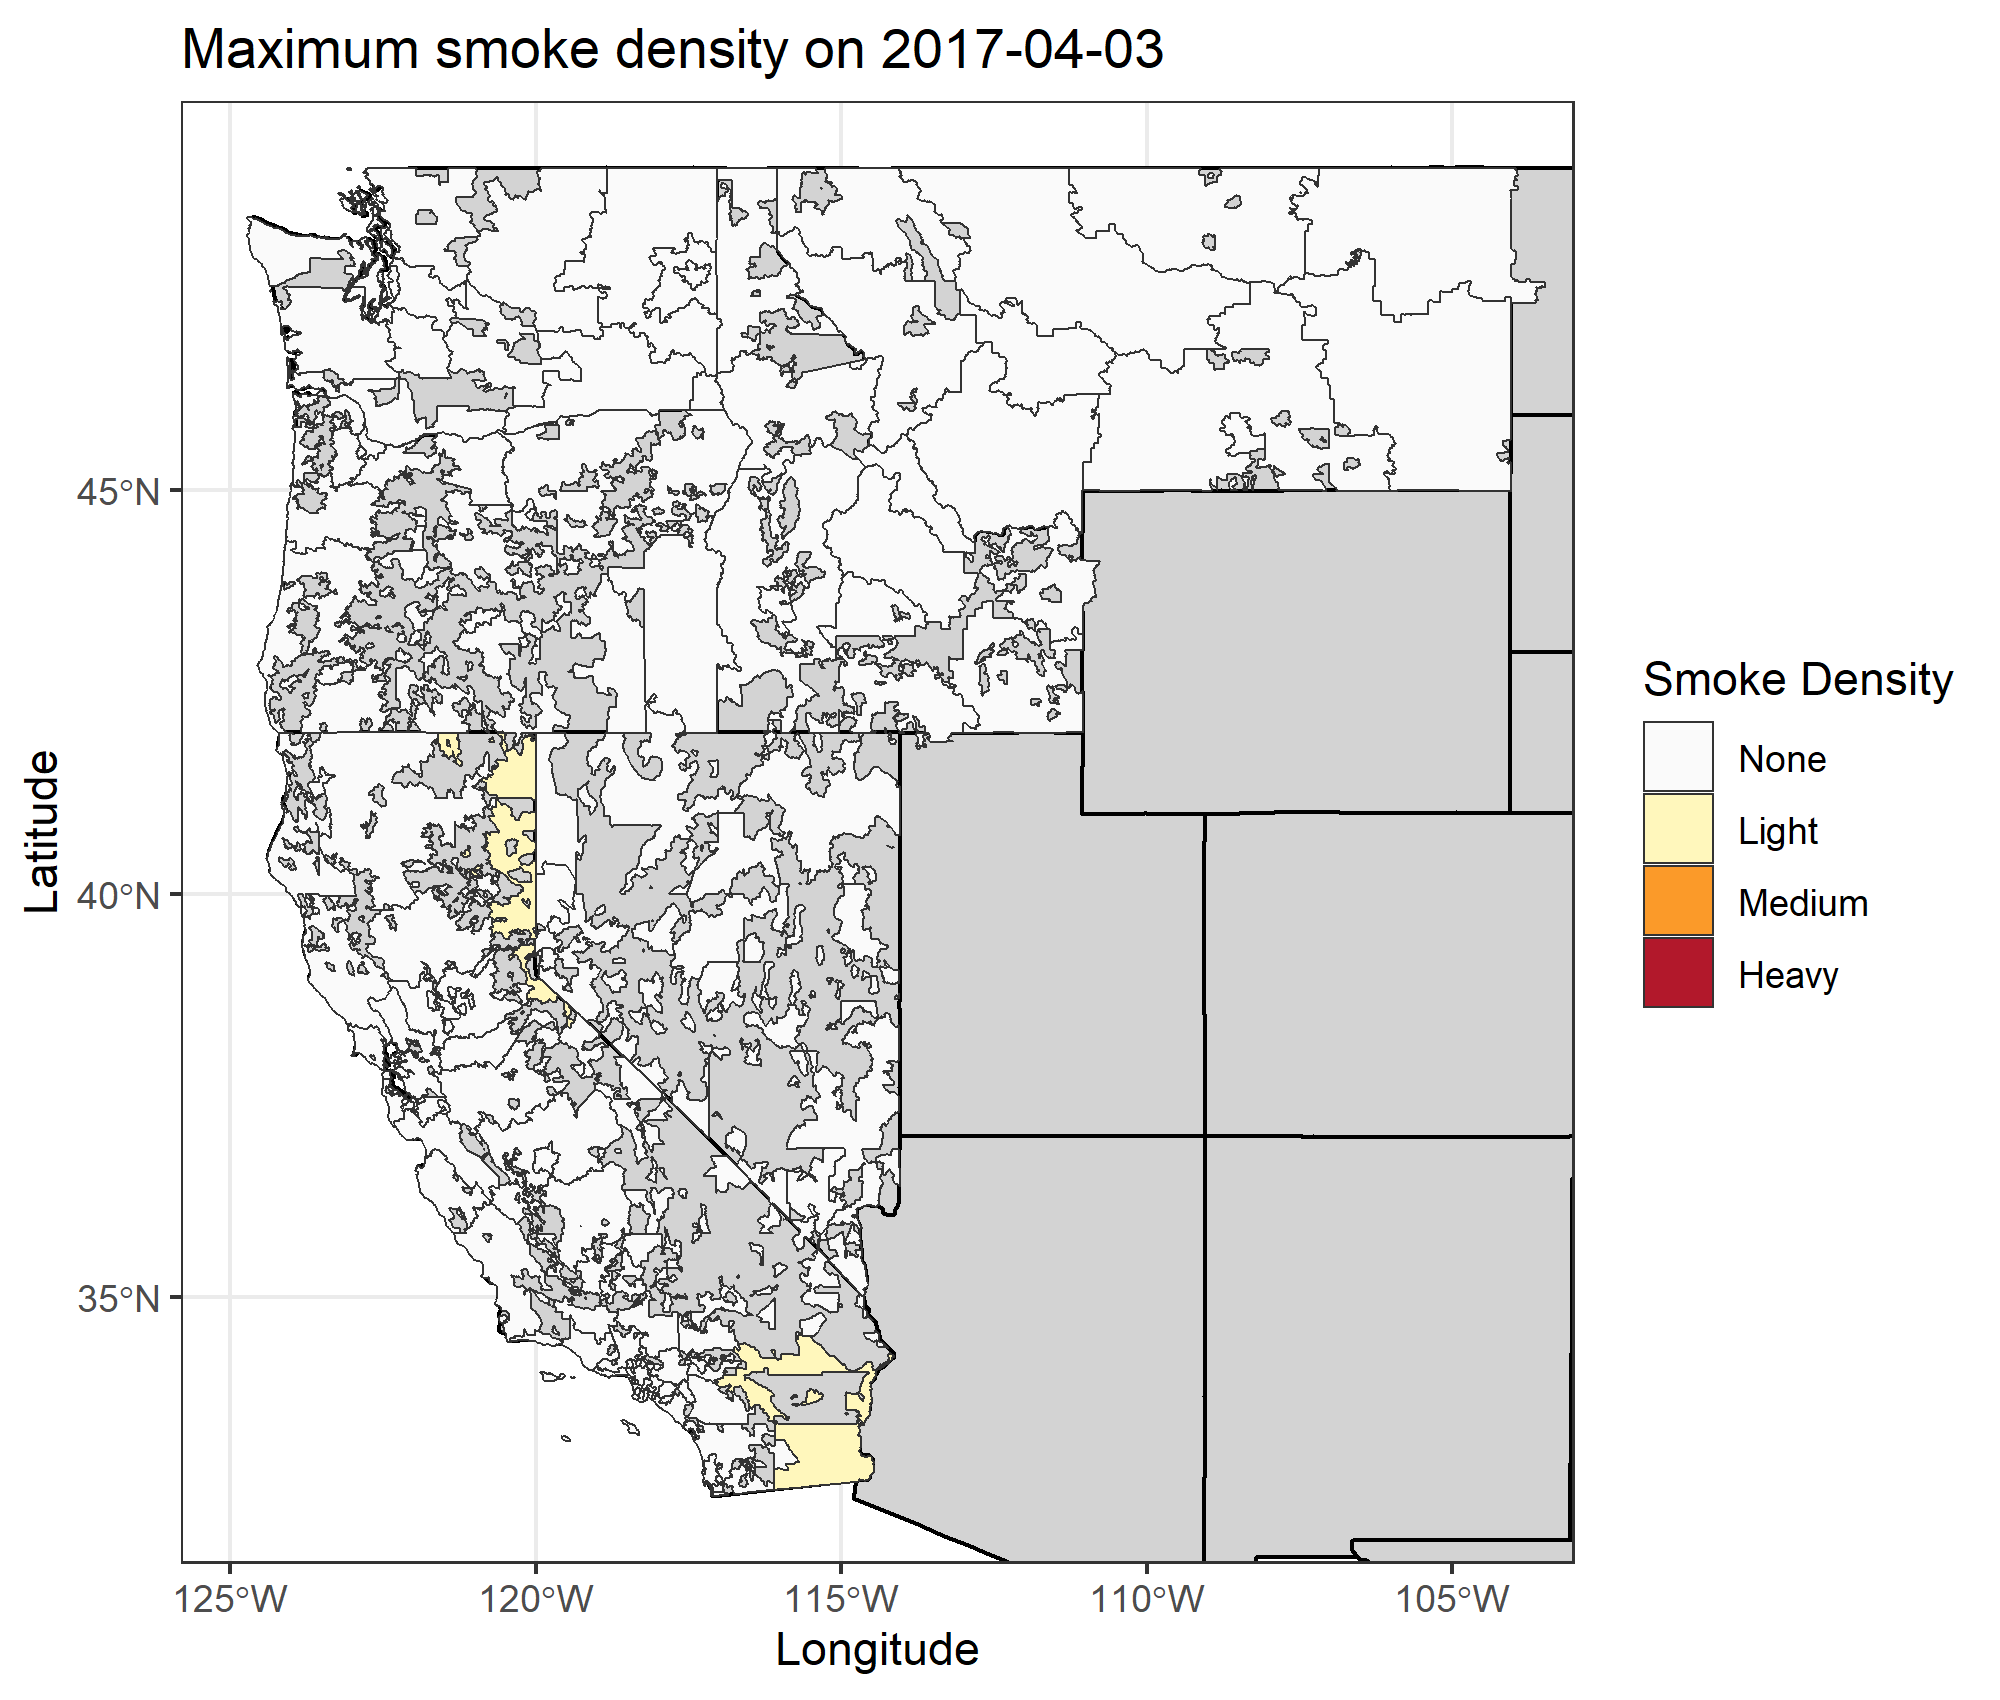 Maximum smoke density on 2017-04-03
45°N
40°N
35°N
Latitude
125°W
120°W
115°W
110°W
105°W
Longitude
Smoke Density
None
Light
Medium
Heavy